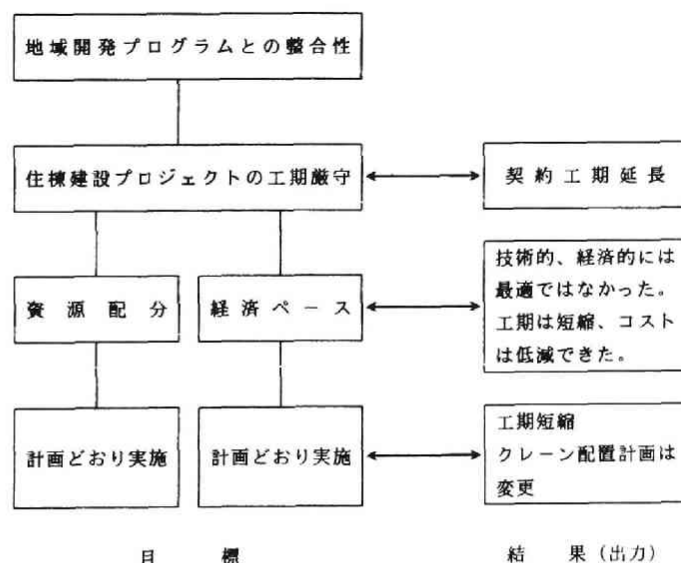 地域開発プログラムとの整合性
住棟建設プロジェクトの工期厳守
契約工期延長
資源配分
経済ペース
技術的、経済的には
最適ではなかった。
工期は短縮、コスト
は低減できた。
計画どおり実施
計画どおり実施
工期短縮
クレーン配置計画は
変更
目標
結果(出力)